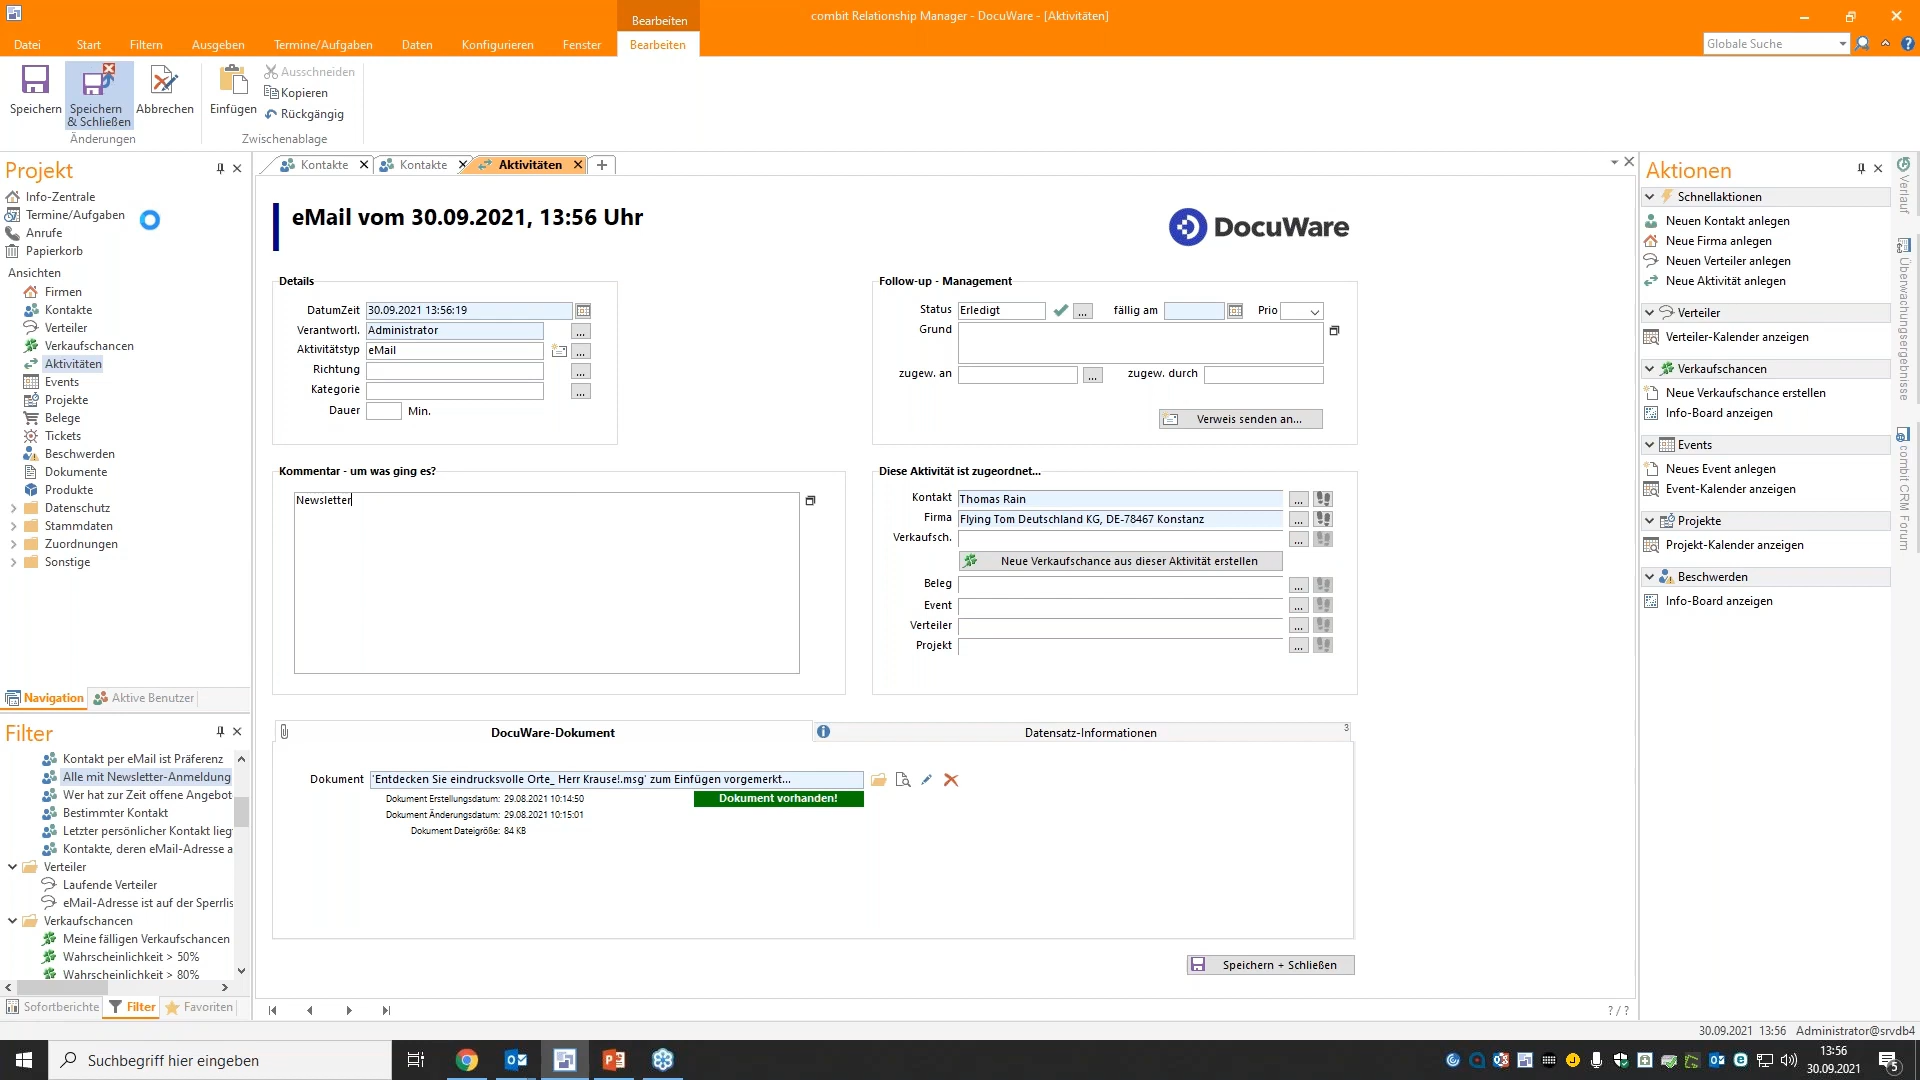 Bearbeiten
combit Relationship Manager - DocuWare - [Aktivitäten]
Datei Start Filtern Ausgeben Termine/Aufgaben Daten Konfigurieren Fenster Bearbeiten
Globale Suche
Speichern
Speichern
& Schließen
Abbrechen
Änderungen
Einfügen
Ausschneiden
Kopieren
Rückgängig
Zwischenablage
Projekt
Info-Zentrale
Termine/Aufgaben
Anrufe
Papierkorb
Ansichten
Firmen
Kontakte
Verteiler
Verkaufschancen
Aktivitäten
Events
Projekte
Belege
Tickets
Beschwerden
Dokumente
Produkte
Datenschutz
Stammdaten
Zuordnungen
Sonstige
Navigation Aktive Benutzer
Filter
Kontakt per eMail ist Präferenz
Alle mit Newsletter-Anmeldung
Wer hat zur Zeit offene Angebot
Bestimmter Kontakt
Letzter persönlicher Kontakt lieg
Kontakte, deren eMail-Adresse a
Verteiler
Laufende Verteiler
eMail-Adresse ist auf der Sperrlis
Verkaufschancen
Meine fälligen Verkaufschancen
Wahrscheinlichkeit > 50%
Wahrscheinlichkeit > 80%
Sofortberichte Filter Favoriten
Kontakte Kontakte Aktivitäten
eMail vom 30.09.2021, 13:56 Uhr
DocuWare
Details
DatumZeit 30.09.2021 13:56:19
Verantwortl. Administrator
Aktivitätstyp eMail
Richtung
Kategorie
Dauer Min.
Follow-up - Management
Status Erledigt ... fällig am Prio
Grund
zugew. an ... zugew. durch
Verweis senden an...
Kommentar - um was ging es?
Newsletter
Diese Aktivität ist zugeordnet...
Kontakt Thomas Rain
Firma Flying Tom Deutschland KG, DE-78467 Konstanz
Verkaufsch.
Neue Verkaufschance aus dieser Aktivität erstellen
Beleg
Event
Verteiler
Projekt
DocuWare-Dokument
Datensatz-Informationen 3
Dokument 'Entdecken Sie eindrucksvolle Orte_ Herr Krause!.msg' zum Einfügen vorgemerkt...
Dokument Erstellungsdatum: 29.08.2021 10:14:50
Dokument vorhanden!
Dokument Änderungsdatum: 29.08.2021 10:15:01
Dokument Dateigröße: 84 KB
Speichern + Schließen
? / ?
Aktionen
Schnellaktionen
Neuen Kontakt anlegen
Neue Firma anlegen
Neuen Verteiler anlegen
Neue Aktivität anlegen
Verteiler
Verteiler-Kalender anzeigen
Verkaufschancen
Neue Verkaufschance erstellen
Info-Board anzeigen
Events
Neues Event anlegen
Event-Kalender anzeigen
Projekte
Projekt-Kalender anzeigen
Beschwerden
Info-Board anzeigen
Verlauf
Überwachungsergebnisse
combit CRM Forum
30.09.2021 13:56 Administrator@srvdb4
Suchbegriff hier eingeben
13:56
30.09.2021
5